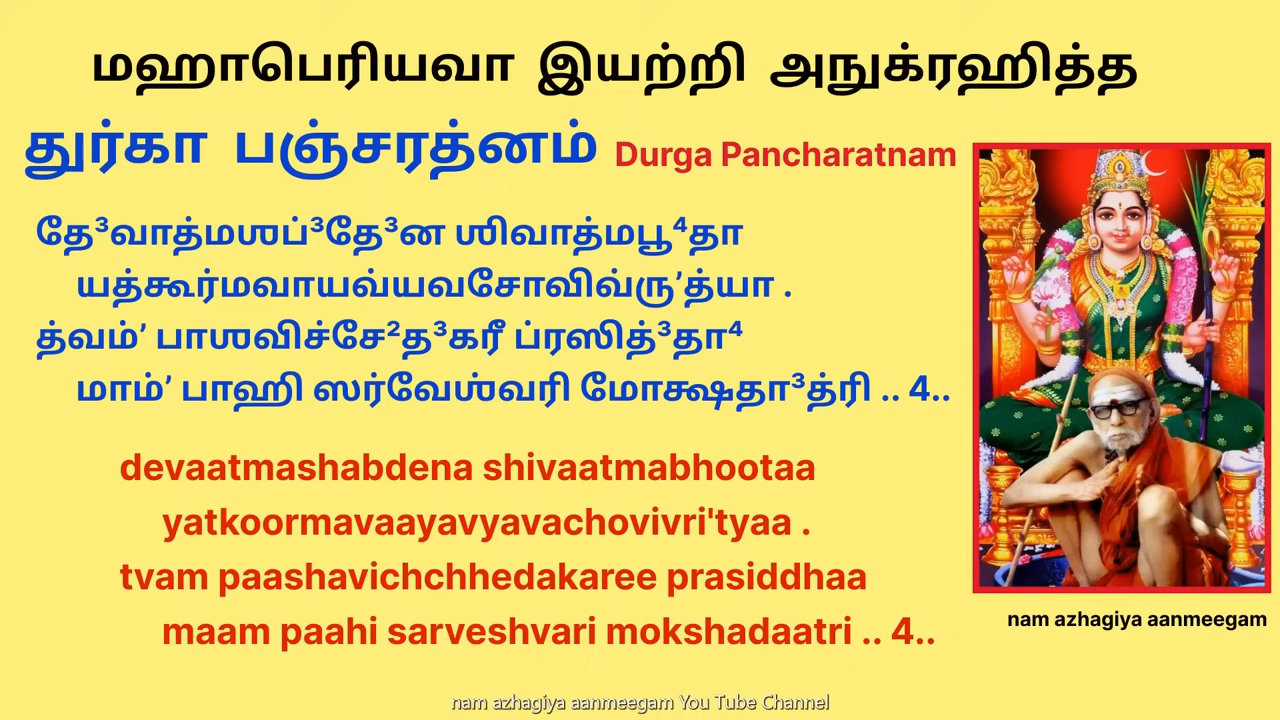 மஹாபெரியவா இயற்றி அநுக்ரஹித்த
துர்கா பஞ்சரத்னம் Durga Pancharatnam
தே³வாத்மஶப்³தே³ன ஶிவாத்மபூ⁴தா
யத்கூர்மவாயவ்யவசோவிவ்ரு’த்யா .
த்வம்’ பாஶவிச்சே²த³கரீ ப்ரஸித்³தா⁴
மாம்’ பாஹி ஸர்வேஶ்வரி மோக்ஷதா³த்ரி .. 4..
devaatmashabdena shivaatmabhootaa
yatkoormavaayavyavachovivri'tyaa .
tvam paashavichchhedakaree prasiddhaa
maam paahi sarveshvari mokshadaatri .. 4..
nam azhagiya aanmeegam
nam azhagiya aanmeegam You Tube Channel